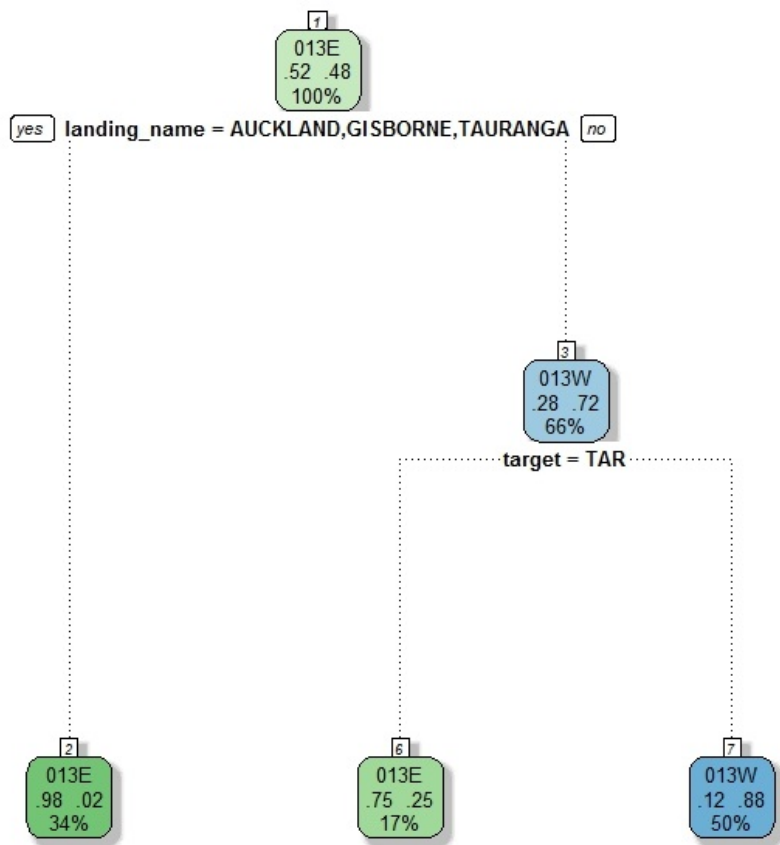 1
013E
.52 .48
100%
yes landing_name = AUCKLAND,GISBORNE,TAURANGA no
3
013W
.28 .72
66%
target = TAR
2
013E
.98 .02
34%
6
013E
.75 .25
17%
7
013W
.12 .88
50%